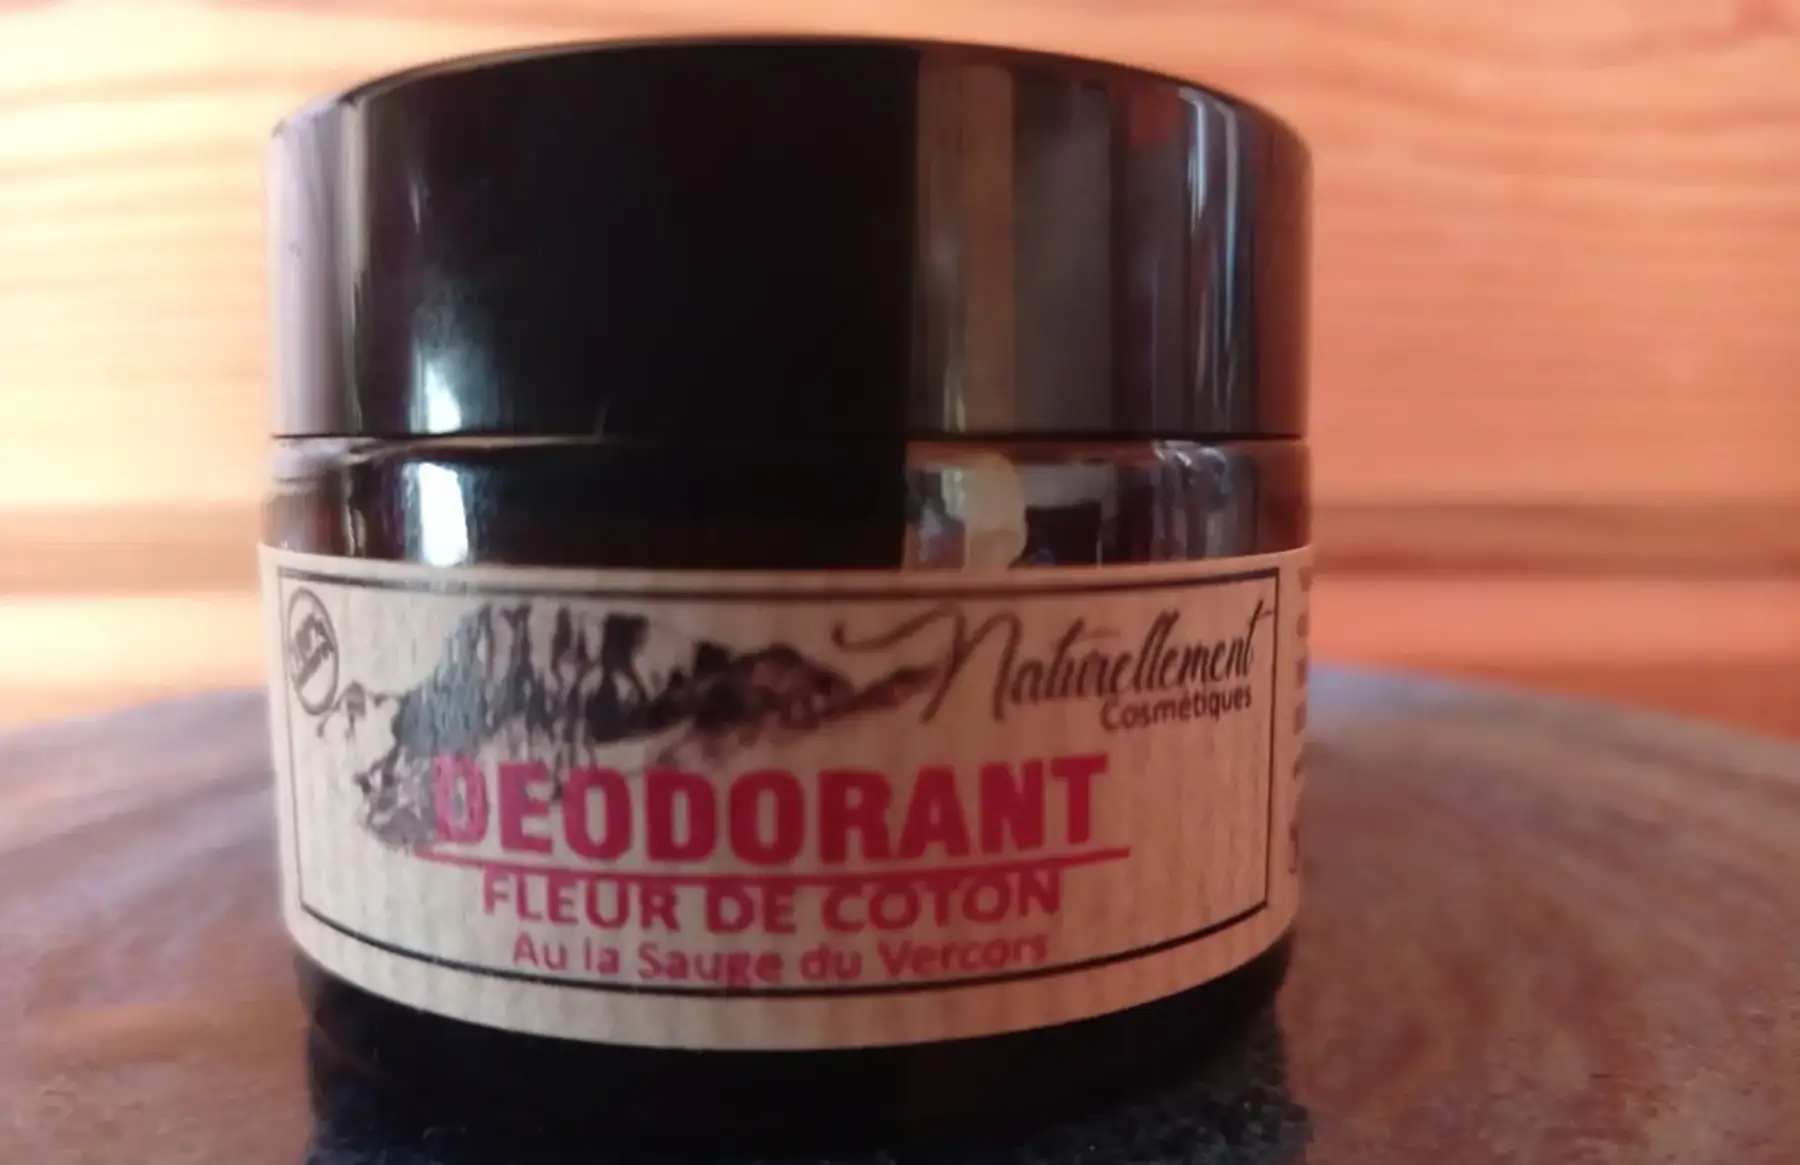 Naturellement
Cosmétiques
DEODORANT
FLEUR DE COTON
Au la Sauge du Vercors